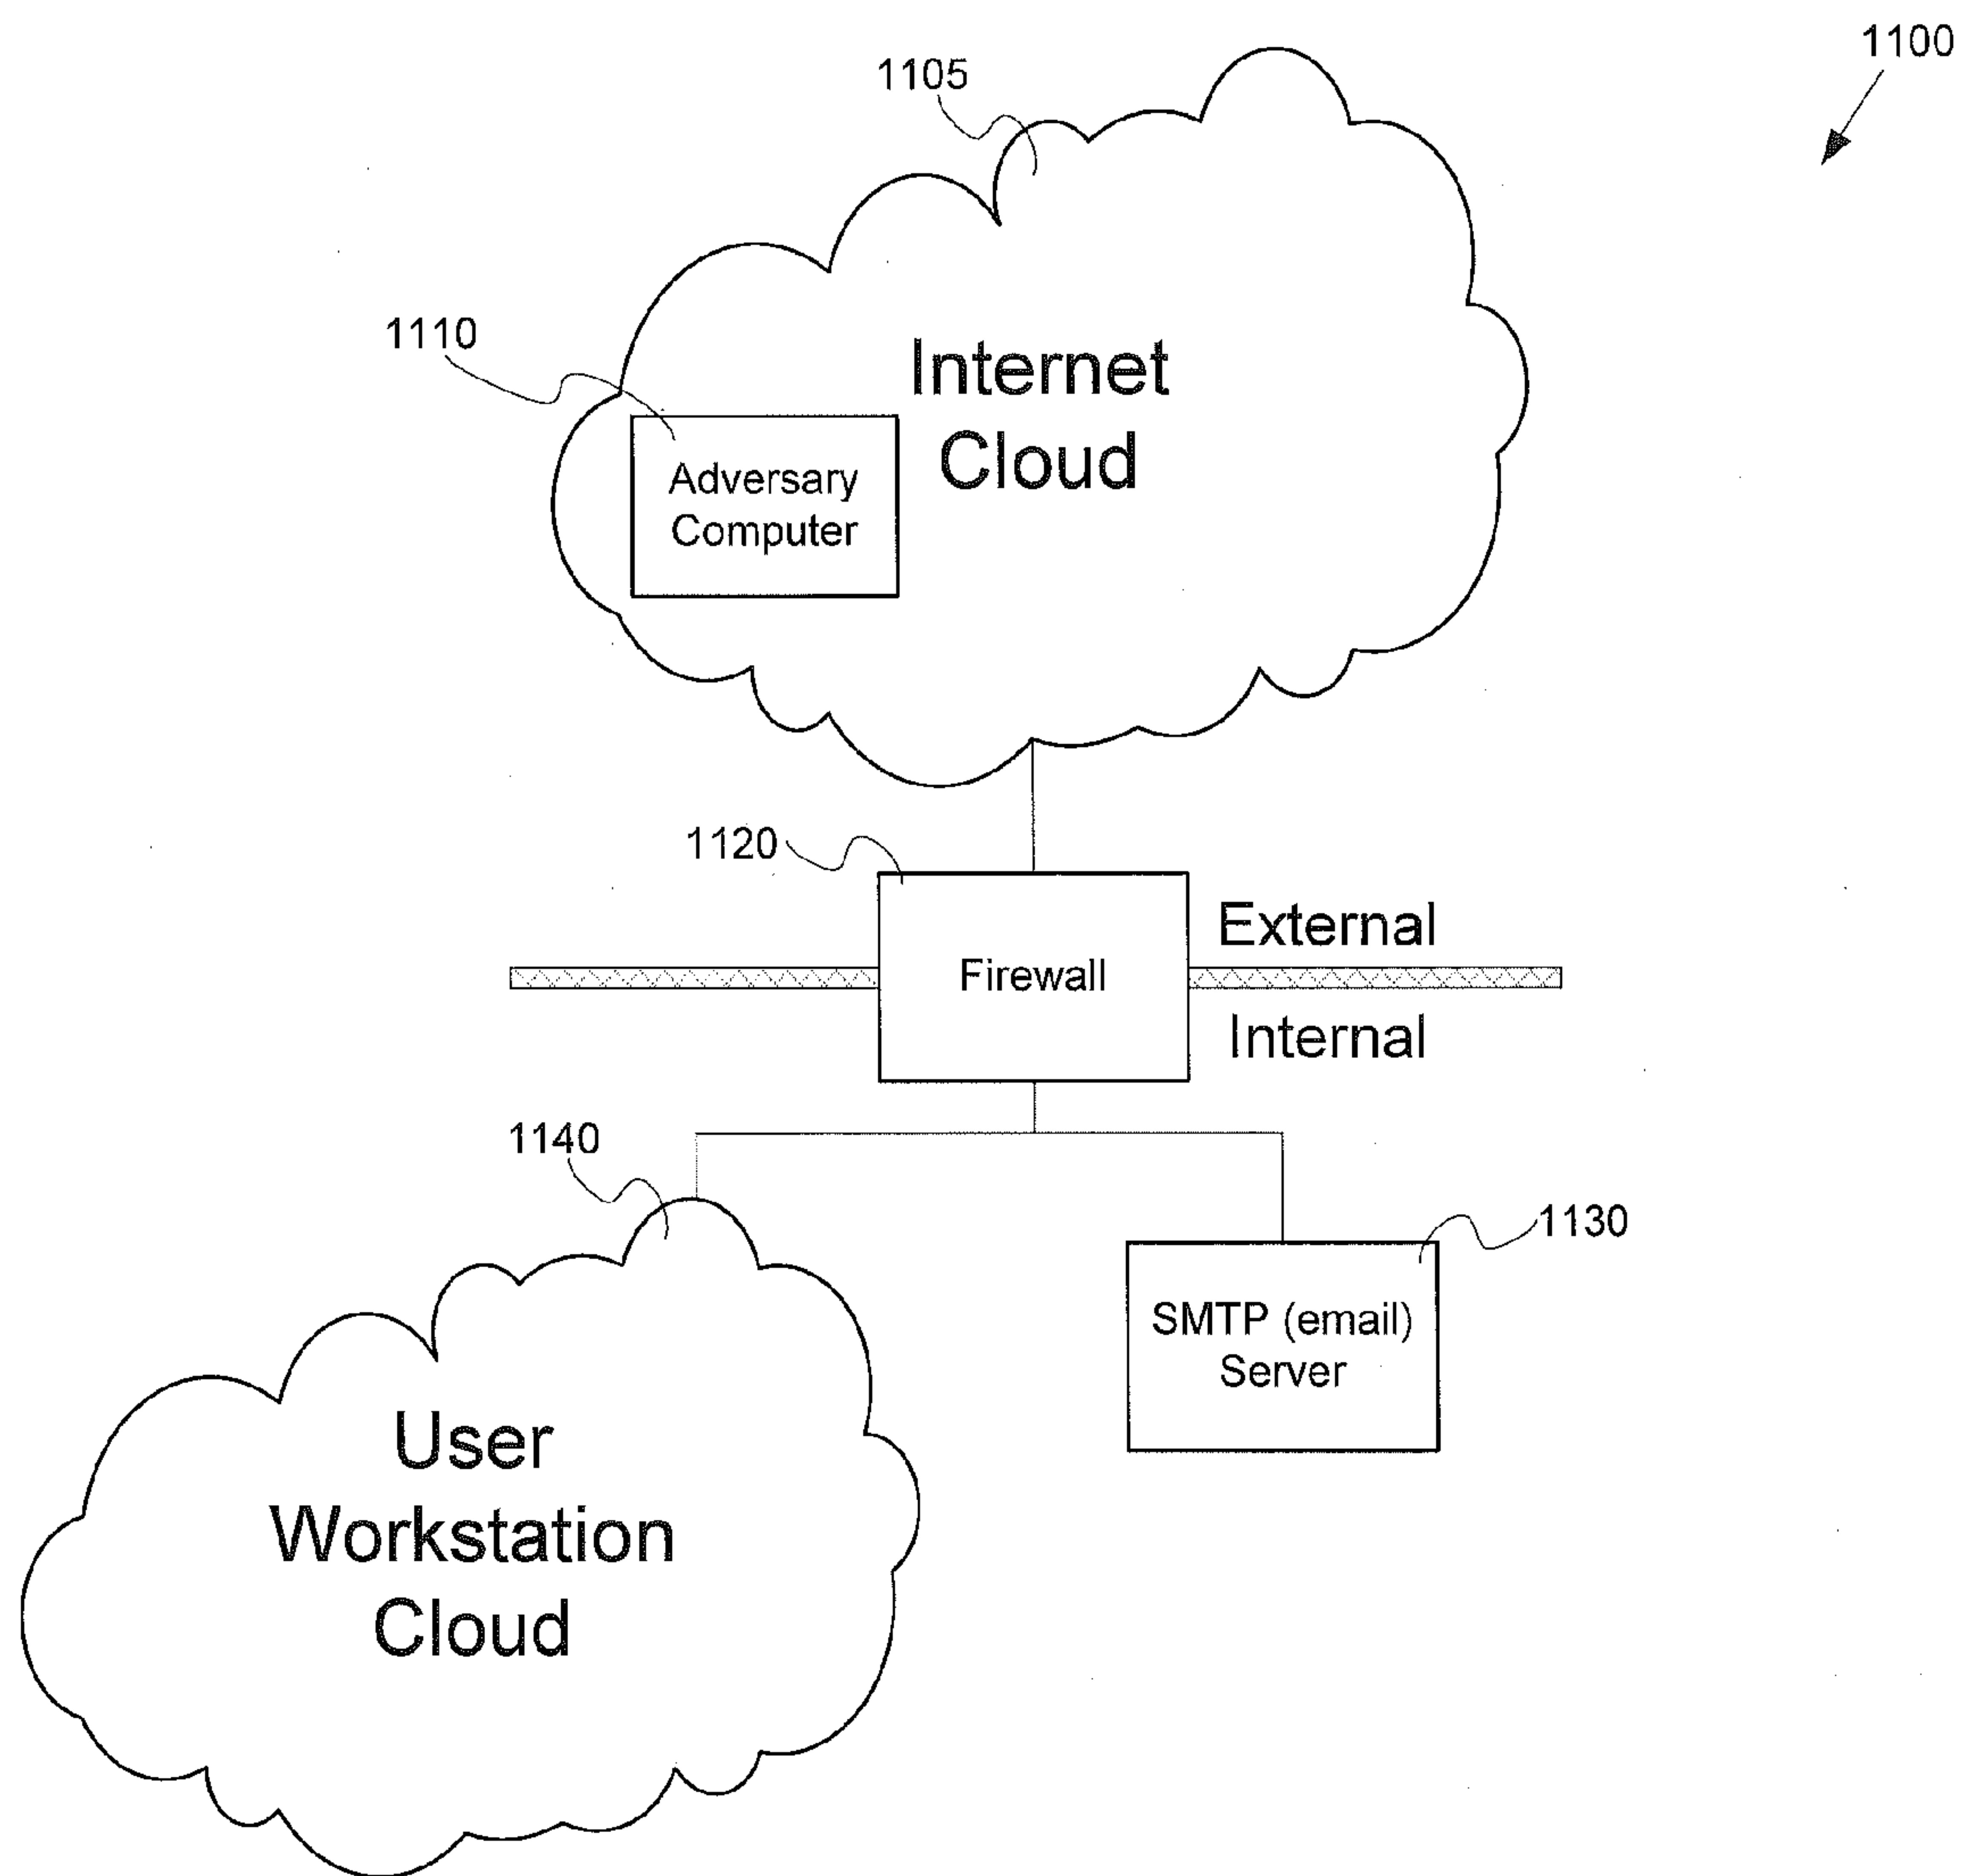 1100
1105
1110
Internet
Cloud
Adversary
Computer
1120
External
Firewall
Internal
1140
1130
SMTP (email)
Server
User
Workstation
Cloud